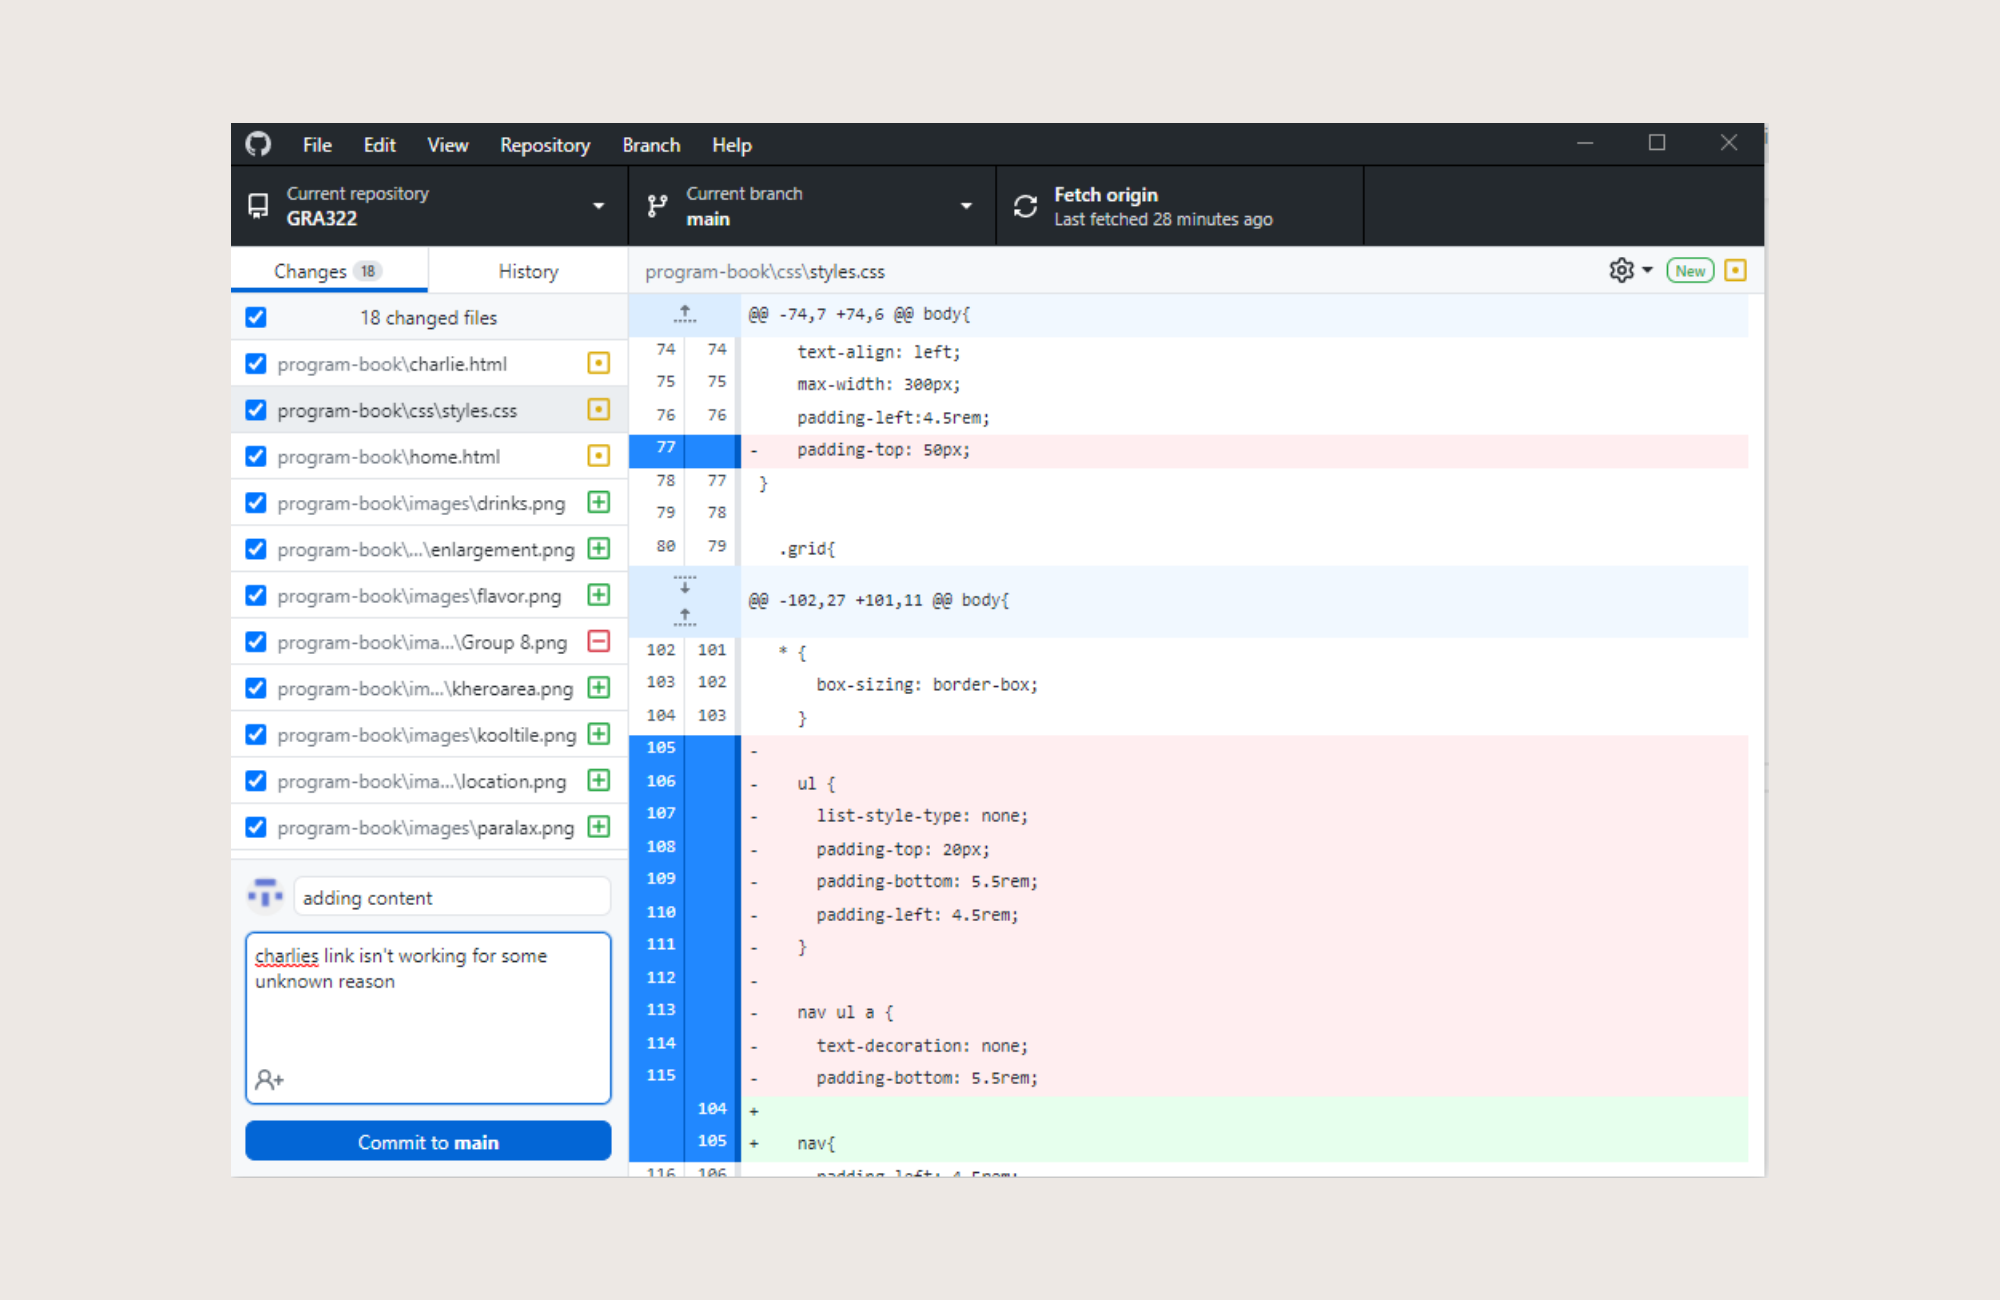 File Edit View Repository Branch Help
Current repository
GRA322
Current branch
main
Fetch origin
Last fetched 28 minutes ago
Changes 18
History
18 changed files
program-book\charlie.html
program-book\css\styles.css
program-book\home.html
program-book\images\drinks.png
program-book\...\enlargement.png
program-book\images\flavor.png
program-book\ima...\Group 8.png
program-book\im...\kheroarea.png
program-book\images\kooltile.png
program-book\ima...\location.png
program-book\images\paralax.png
adding content
charlies link isn't working for some
unknown reason
Commit to main
program-book\css\styles.css
New
@@ -74,7 +74,6 @@ body{
74 74 text-align: left;
75 75 max-width: 300px;
76 76 padding-left:4.5rem;
77 - padding-top: 50px;
78 77 }
79 78
80 79 .grid{
@@ -102,27 +101,11 @@ body{
102 101 * {
103 102 box-sizing: border-box;
104 103 }
105 -
106 - ul {
107 - list-style-type: none;
108 - padding-top: 20px;
109 - padding-bottom: 5.5rem;
110 - padding-left: 4.5rem;
111 - }
112 -
113 - nav ul a {
114 - text-decoration: none;
115 - padding-bottom: 5.5rem;
104 +
105 + nav{
116 106 padding-left: 4.5rem;